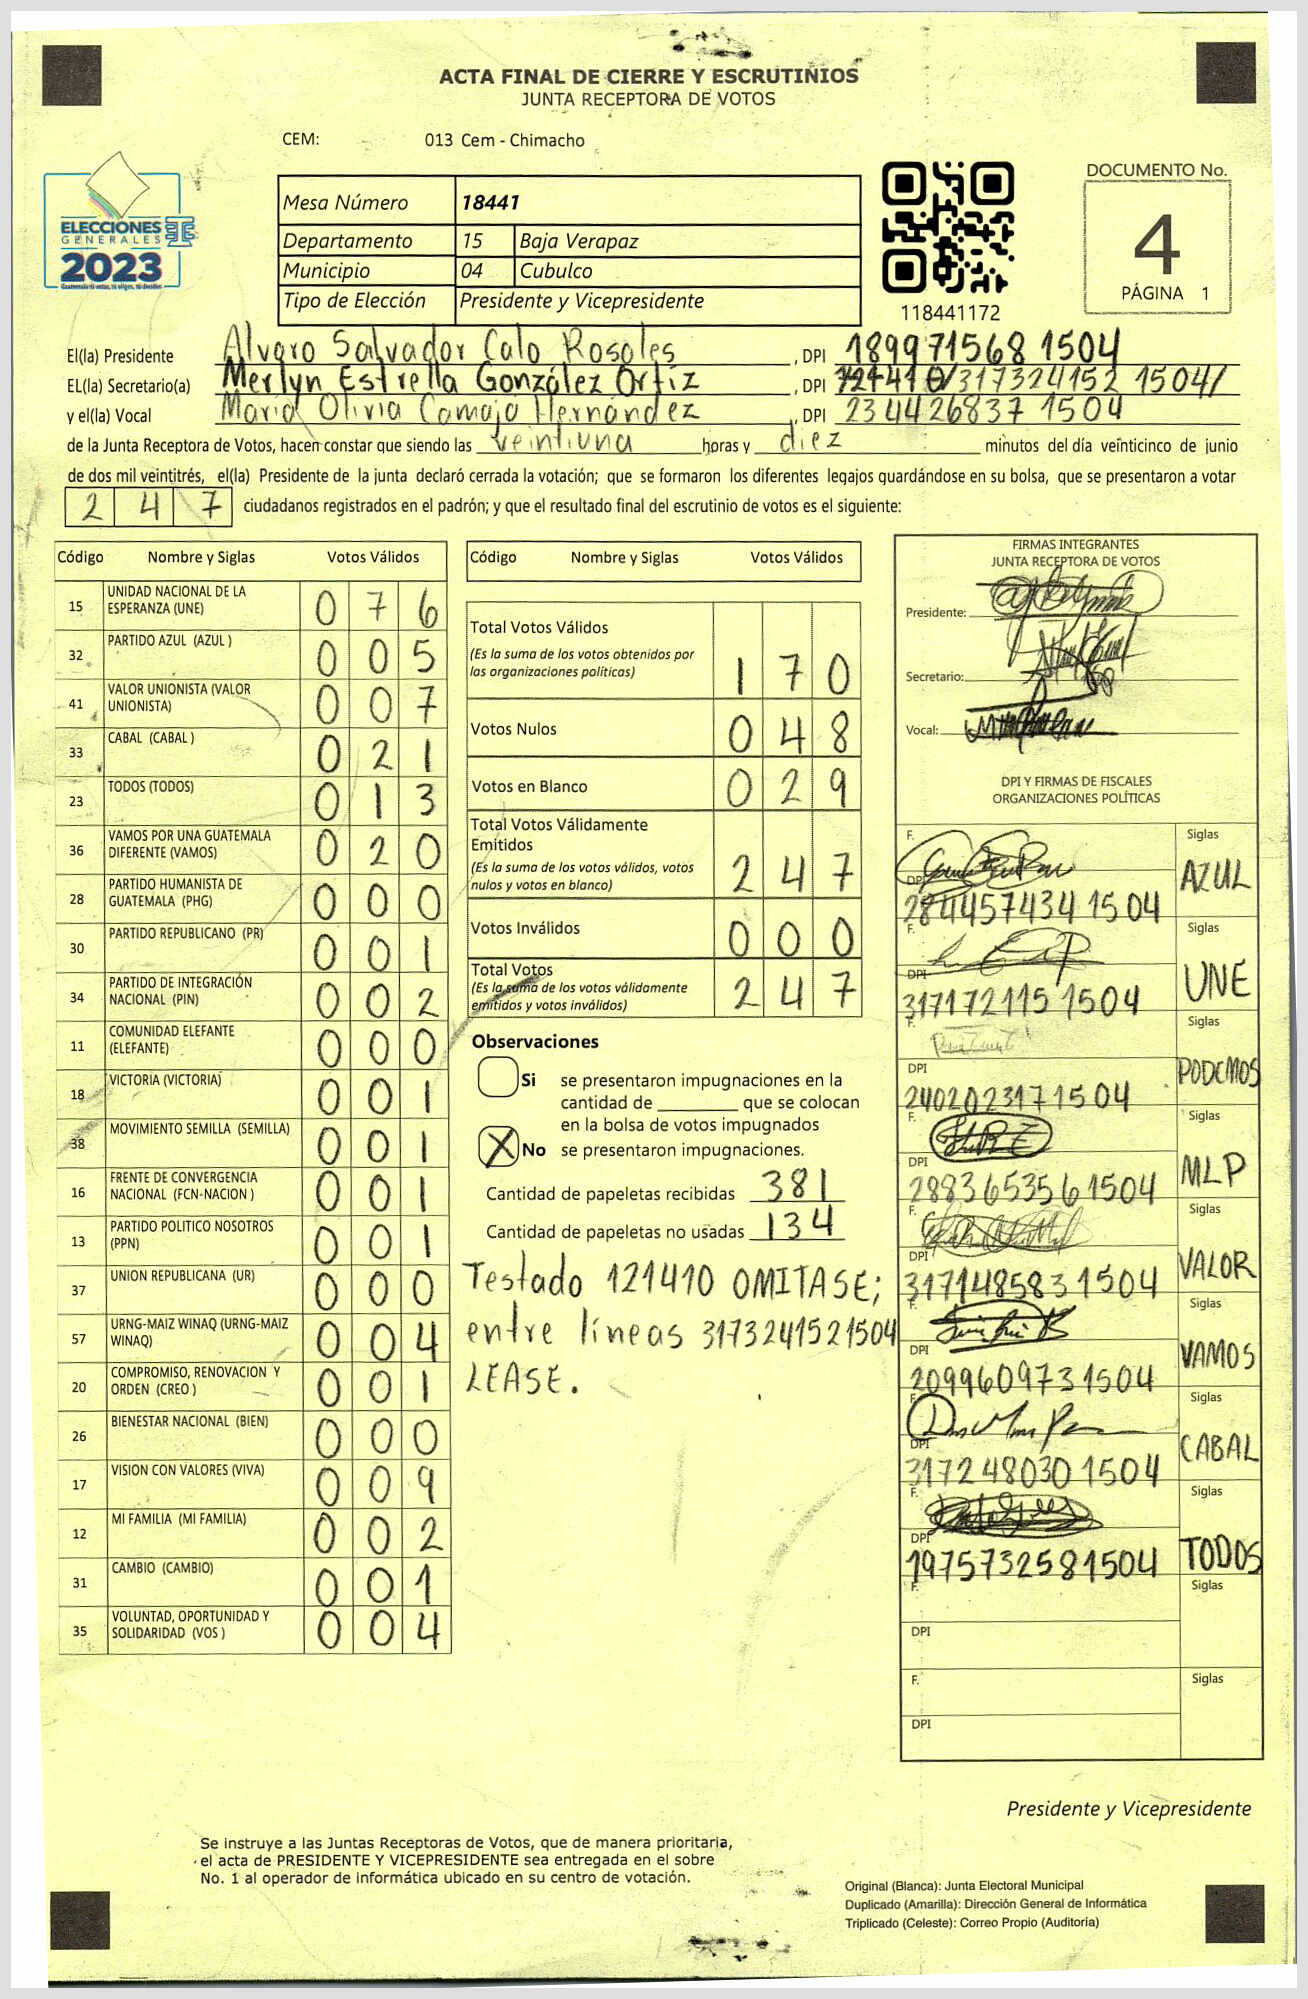 ACTA FINAL DE CIERRE Y ESCRUTINIOS
JUNTA RECEPTORA DE VOTOS
CEM: 013 Cem - Chimacho
ELECCIONES
GENERALES
2023
Mesa Número 18441
Departamento 15 Baja Verapaz
Municipio 04 Cubulco
Tipo de Elección Presidente y Vicepresidente
118441172
DOCUMENTO No.
4
PÁGINA 1
El(la) Presidente Alvaro Salvador Calo Rosales, DPI 189971568 1504
EL(la) Secretario(a) Merlyn Estrella González Ortíz, DPI 121410/317324152 1504/
y el(la) Vocal María Olivia Camajá Hernández, DPI 234426837 1504
de la Junta Receptora de Votos, hacen constar que siendo las veintiuna horas y diez minutos del día veinticinco de junio
de dos mil veintitrés, el(la) Presidente de la junta declaró cerrada la votación; que se formaron los diferentes legajos guardándose en su bolsa, que se presentaron a votar
2 4 7 ciudadanos registrados en el padrón; y que el resultado final del escrutinio de votos es el siguiente:
Código Nombre y Siglas Votos Válidos
15 UNIDAD NACIONAL DE LA ESPERANZA (UNE) 0 7 6
32 PARTIDO AZUL (AZUL ) 0 0 5
41 VALOR UNIONISTA (VALOR UNIONISTA) 0 0 7
33 CABAL (CABAL ) 0 2 1
23 TODOS (TODOS) 0 1 3
36 VAMOS POR UNA GUATEMALA DIFERENTE (VAMOS) 0 2 0
28 PARTIDO HUMANISTA DE GUATEMALA (PHG) 0 0 0
30 PARTIDO REPUBLICANO (PR) 0 0 1
34 PARTIDO DE INTEGRACIÓN NACIONAL (PIN) 0 0 2
11 COMUNIDAD ELEFANTE (ELEFANTE) 0 0 0
18 VICTORIA (VICTORIA) 0 0 1
38 MOVIMIENTO SEMILLA (SEMILLA) 0 0 1
16 FRENTE DE CONVERGENCIA NACIONAL (FCN-NACION ) 0 0 1
13 PARTIDO POLITICO NOSOTROS (PPN) 0 0 1
37 UNION REPUBLICANA (UR) 0 0 0
57 URNG-MAIZ WINAQ (URNG-MAIZ WINAQ) 0 0 4
20 COMPROMISO, RENOVACION Y ORDEN (CREO ) 0 0 1
26 BIENESTAR NACIONAL (BIEN) 0 0 0
17 VISION CON VALORES (VIVA) 0 0 9
12 MI FAMILIA (MI FAMILIA) 0 0 2
31 CAMBIO (CAMBIO) 0 0 1
35 VOLUNTAD, OPORTUNIDAD Y SOLIDARIDAD (VOS ) 0 0 4
Código Nombre y Siglas Votos Válidos
Total Votos Válidos
(Es la suma de los votos obtenidos por
las organizaciones políticas) 1 7 0
Votos Nulos 0 4 8
Votos en Blanco 0 2 9
Total Votos Válidamente
Emitidos
(Es la suma de los votos válidos, votos
nulos y votos en blanco) 2 4 7
Votos Inválidos 0 0 0
Total Votos
(Es la suma de los votos válidamente
emitidos y votos inválidos) 2 4 7
Observaciones
Si se presentaron impugnaciones en la
cantidad de ________ que se colocan
en la bolsa de votos impugnados
X No se presentaron impugnaciones.
Cantidad de papeletas recibidas 381
Cantidad de papeletas no usadas 134
Testado 121410 OMITASE;
entre líneas 3173241521504
LEASE.
FIRMAS INTEGRANTES
JUNTA RECEPTORA DE VOTOS
Presidente:
Secretario:
Vocal:
DPI Y FIRMAS DE FISCALES
ORGANIZACIONES POLÍTICAS
F. Siglas
DPI 284457434 1504 AZUL
F. Siglas
DPI 317172115 1504 UNE
F. Siglas
DPI 240202317 1504 PODEMOS
F. Siglas
DPI 288365356 1504 MLP
F. Siglas
DPI 317148583 1504 VALOR
F. Siglas
DPI 209960973 1504 VAMOS
F. Siglas
DPI 317248030 1504 CABAL
F. Siglas
DPI 197573258 1504 TODOS
F. Siglas
DPI
F. Siglas
DPI
Presidente y Vicepresidente
Se instruye a las Juntas Receptoras de Votos, que de manera prioritaria,
el acta de PRESIDENTE Y VICEPRESIDENTE sea entregada en el sobre
No. 1 al operador de informática ubicado en su centro de votación.
Original (Blanca): Junta Electoral Municipal
Duplicado (Amarilla): Dirección General de Informática
Triplicado (Celeste): Correo Propio (Auditoría)